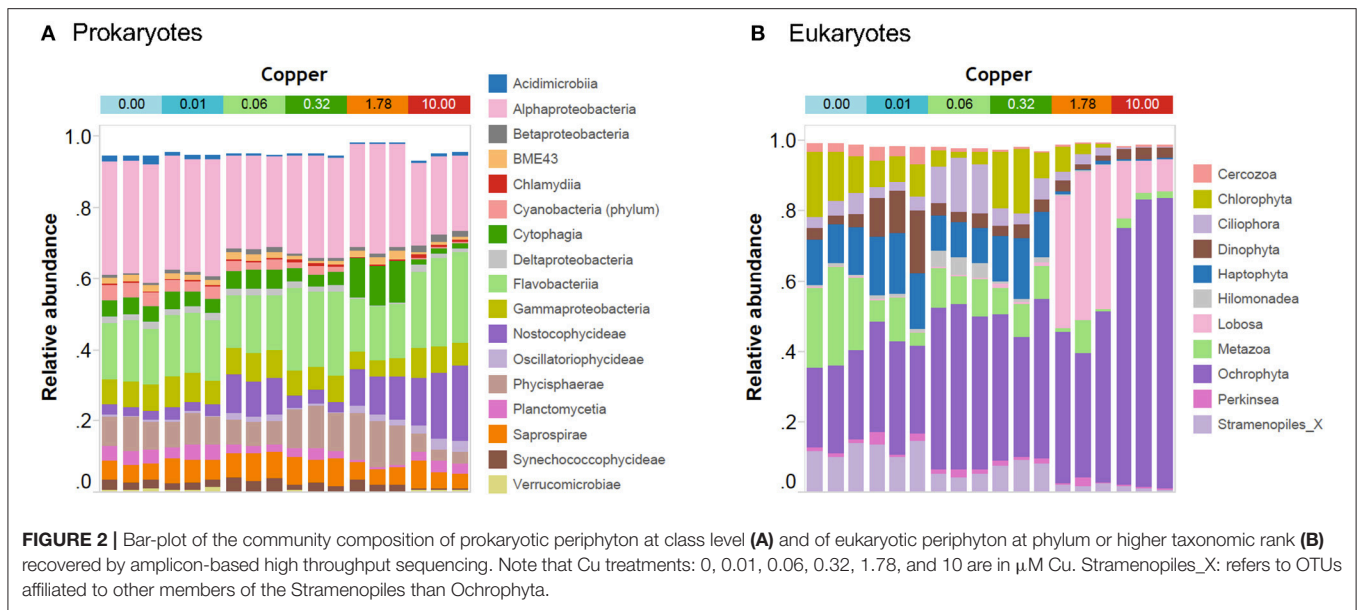 A Prokaryotes
Copper
0.00 0.01 0.06 0.32 1.78 10.00
1.0
.8
.6
.4
.2
.0
Relative abundance
Acidimicrobiia
Alphaproteobacteria
Betaproteobacteria
BME43
Chlamydiia
Cyanobacteria (phylum)
Cytophagia
Deltaproteobacteria
Flavobacteriia
Gammaproteobacteria
Nostocophycideae
Oscillatoriophycideae
Phycisphaerae
Planctomycetia
Saprospirae
Synechococcophycideae
Verrucomicrobiae
B Eukaryotes
Copper
0.00 0.01 0.06 0.32 1.78 10.00
1.0
.8
.6
.4
.2
.0
Relative abundance
Cercozoa
Chlorophyta
Ciliophora
Dinophyta
Haptophyta
Hilomonadea
Lobosa
Metazoa
Ochrophyta
Perkinsea
Stramenopiles_X
FIGURE 2 | Bar-plot of the community composition of prokaryotic periphyton at class level (A) and of eukaryotic periphyton at phylum or higher taxonomic rank (B)
recovered by amplicon-based high throughput sequencing. Note that Cu treatments: 0, 0.01, 0.06, 0.32, 1.78, and 10 are in μM Cu. Stramenopiles_X: refers to OTUs
affiliated to other members of the Stramenopiles than Ochrophyta.